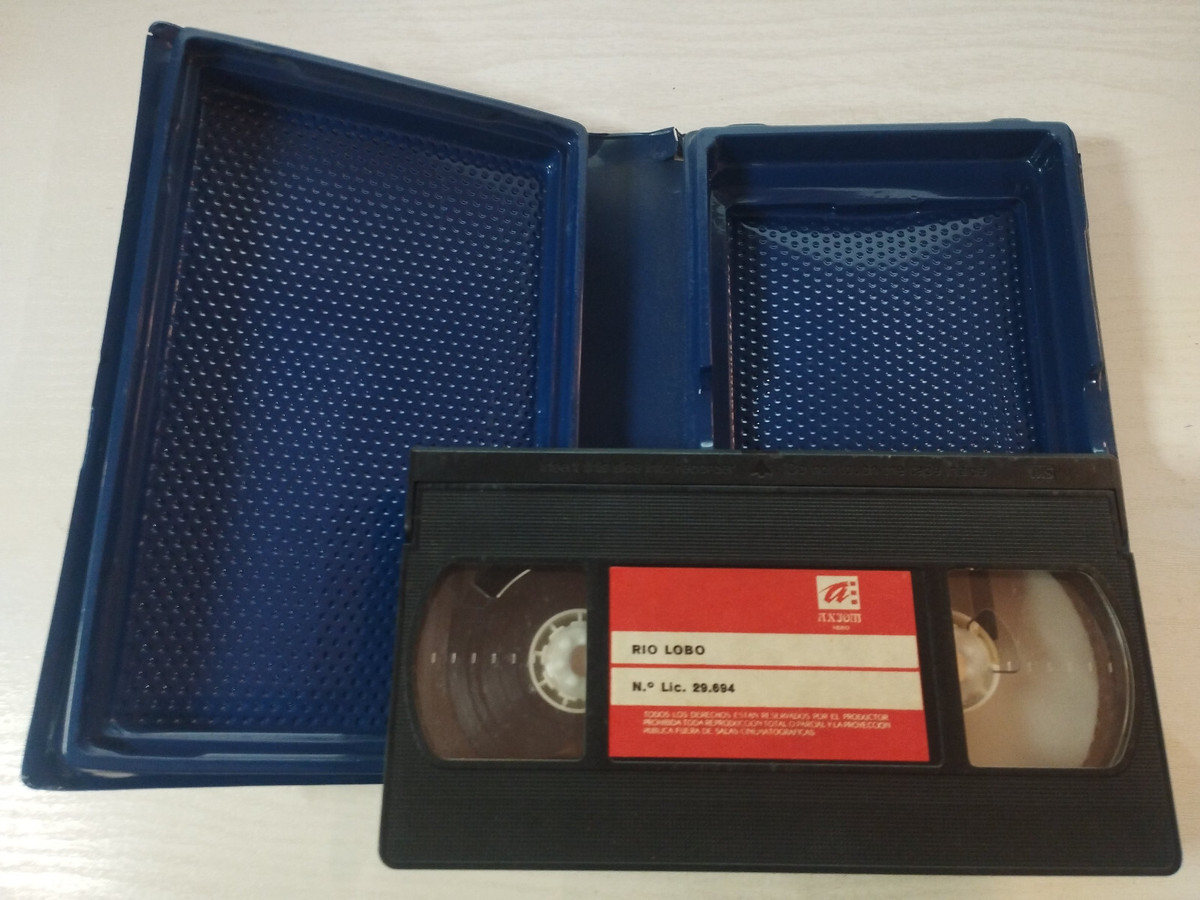 a:
AXIOM
VIDEO
RIO LOBO
N.º Lic. 29.694
TODOS LOS DERECHOS ESTAN RESERVADOS POR EL PRODUCTOR
PROHIBIDA TODA REPRODUCCION TOTAL O PARCIAL Y LA PROYECCION
PUBLICA FUERA DE SALAS CINEMATOGRAFICAS